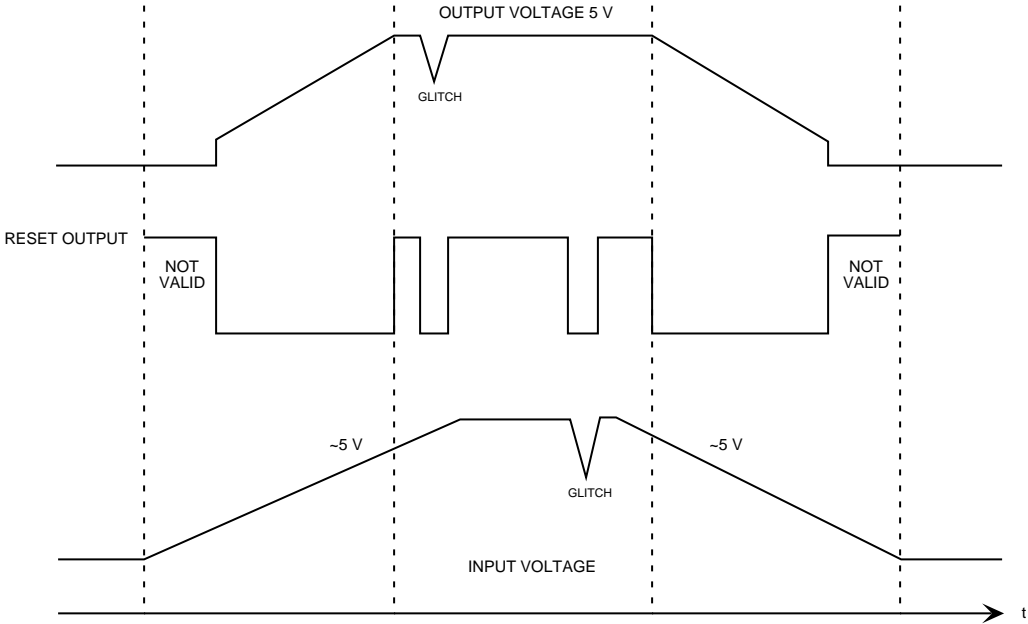 OUTPUT VOLTAGE 5 V
GLITCH
RESET OUTPUT
NOT
VALID
NOT
VALID
~5 V
~5 V
GLITCH
INPUT VOLTAGE
t